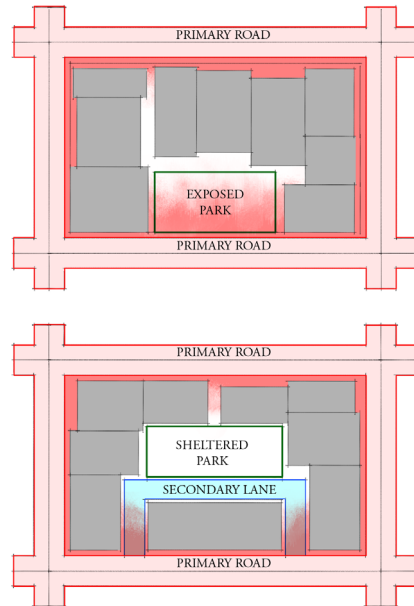 PRIMARY ROAD
EXPOSED
PARK
PRIMARY ROAD
PRIMARY ROAD
SHELTERED
PARK
SECONDARY LANE
PRIMARY ROAD